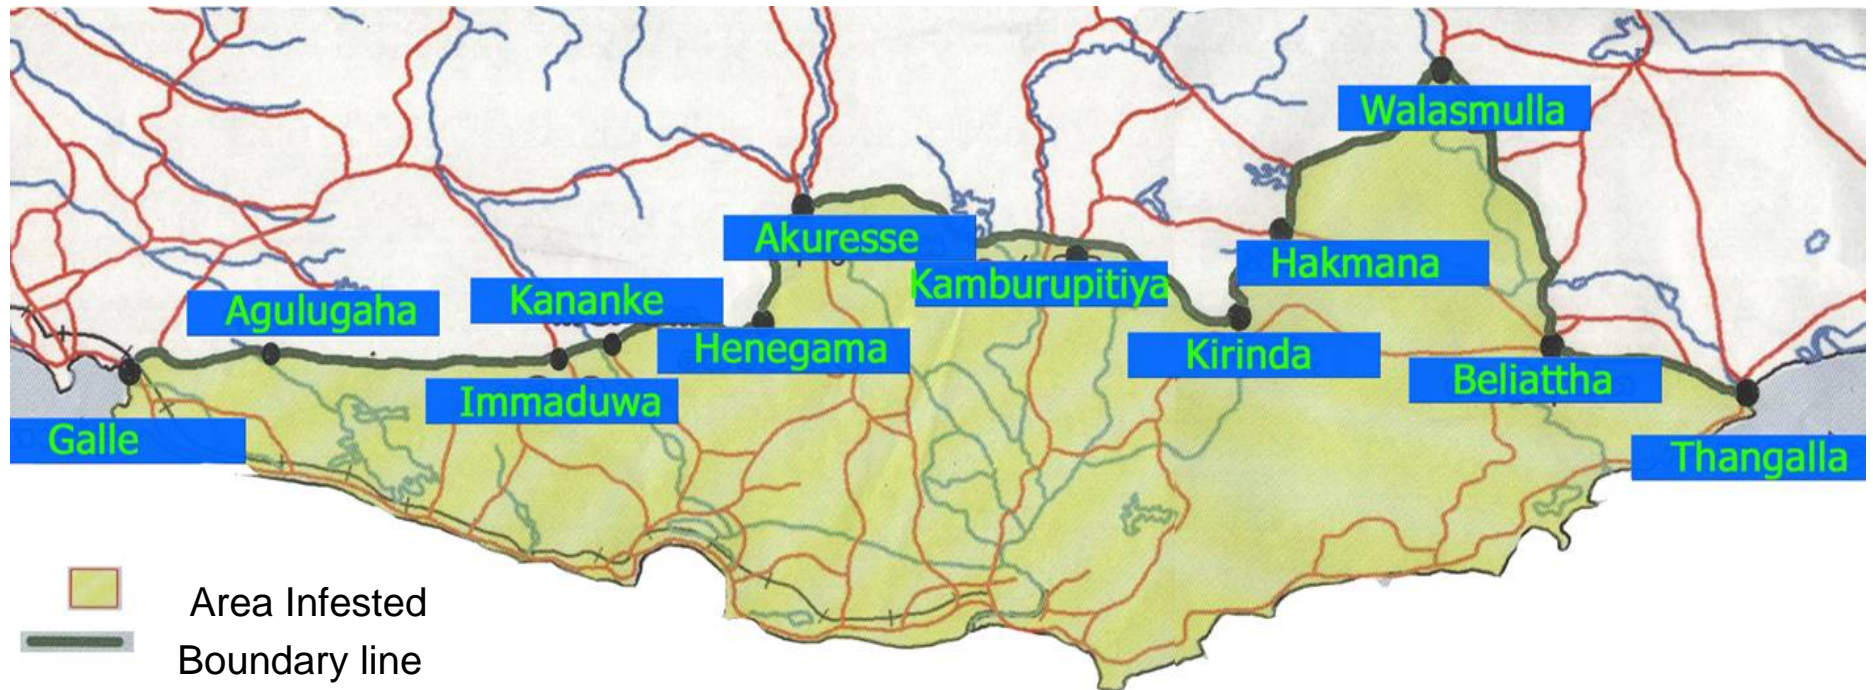 Walasmulla
Akuresse
Hakmana
Kamburupitiya
Kananke
Agulugaha
Henegama
Kirinda
Beliattha
Immaduwa
Galle
Thangalla
Area Infested
Boundary line